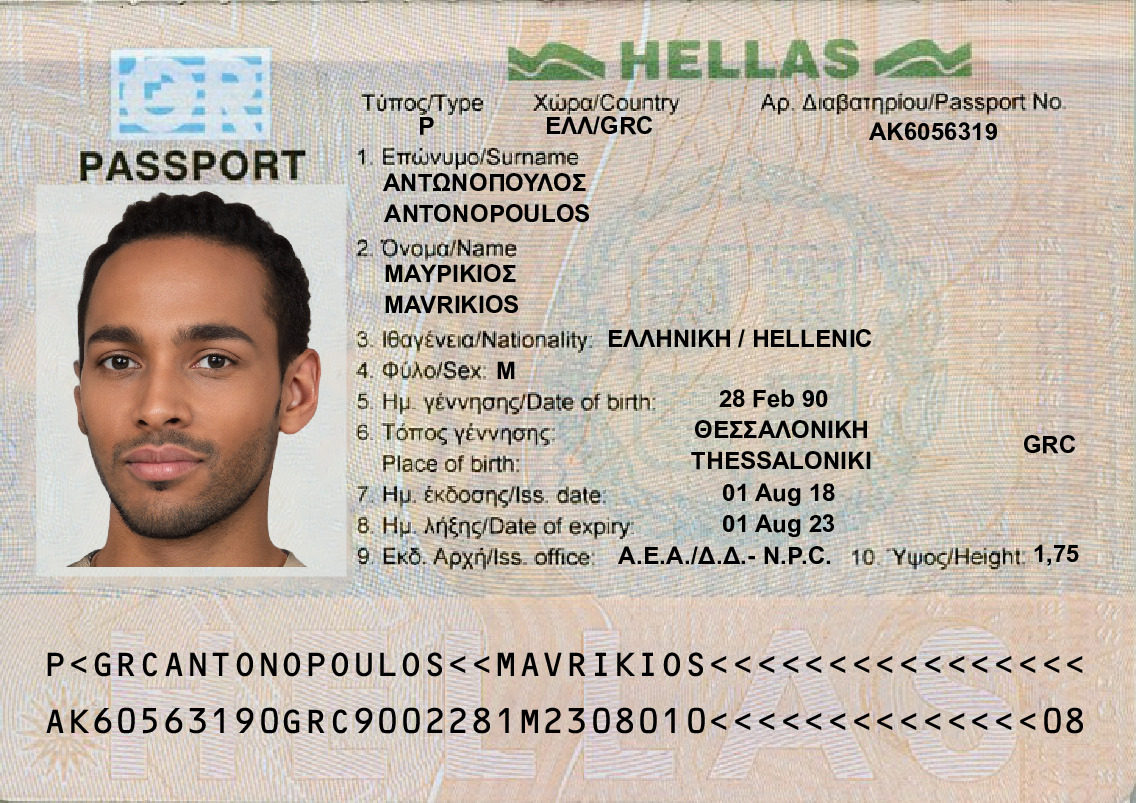 GR
PASSPORT
HELLAS
Τύπος/Type Χώρα/Country Αρ. Διαβατηρίου/Passport No.
P ΕΛΛ/GRC AK6056319
1. Επώνυμο/Surname
ΑΝΤΩΝΟΠΟΥΛΟΣ
ANTONOPOULOS
2. Όνομα/Name
ΜΑΥΡΙΚΙΟΣ
MAVRIKIOS
3. Ιθαγένεια/Nationality: ΕΛΛΗΝΙΚΗ / HELLENIC
4. Φύλο/Sex: M
5. Ημ. γέννησης/Date of birth: 28 Feb 90
6. Τόπος γέννησης: ΘΕΣΣΑΛΟΝΙΚΗ
Place of birth: THESSALONIKI GRC
7. Ημ. έκδοσης/Iss. date: 01 Aug 18
8. Ημ. λήξης/Date of expiry: 01 Aug 23
9 Εκδ. Αρχή/Iss. office: Α.Ε.Α./Δ.Δ.- N.P.C. 10. Ύψος/Height: 1,75
HELLAS
P<GRCANTONOPOULOS<<MAVRIKIOS<<<<<<<<<<<<<<<<
AK60563190GRC9002281M2308010<<<<<<<<<<<<<<08